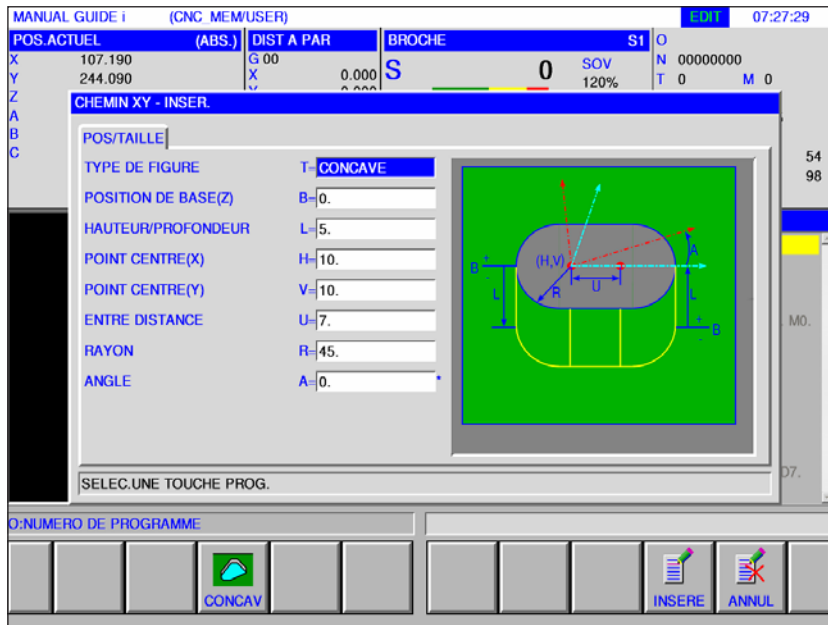 MANUAL GUIDE i (CNC_MEM/USER) EDIT 07:27:29
POS.ACTUEL (ABS.) DIST A PAR BROCHE S1 O
X 107.190 G 00 N 00000000
Y 244.090 X 0.000 S 0 SOV 120% T 0 M 0
Z
A
B
C
54
98
CHEMIN XY - INSER.
POS/TAILLE
TYPE DE FIGURE T=CONCAVE
POSITION DE BASE(Z) B=0.
HAUTEUR/PROFONDEUR L=5.
POINT CENTRE(X) H=10.
POINT CENTRE(Y) V=10.
ENTRE DISTANCE U=7.
RAYON R=45.
ANGLE A=0. *
(H,V) A
B + - L R U L + - B
M0.
D7.
SELEC.UNE TOUCHE PROG.
O:NUMERO DE PROGRAMME
CONCAV INSERE ANNUL